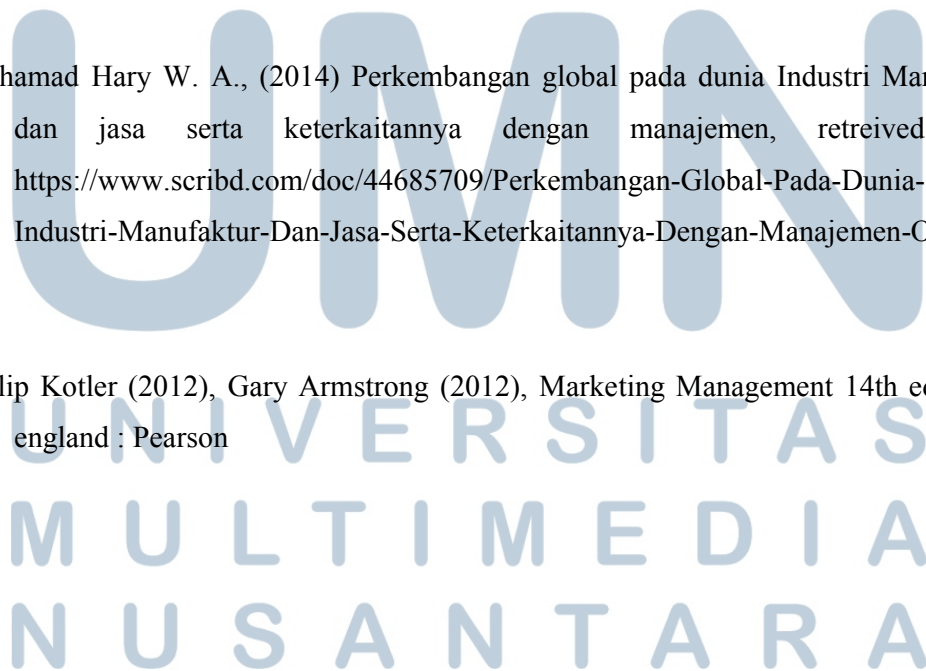 UMN
hamad Hary W. A., (2014) Perkembangan global pada dunia Industri Man
dan jasa serta keterkaitannya dengan manajemen, retreived
https://www.scribd.com/doc/44685709/Perkembangan-Global-Pada-Dunia-
Industri-Manufaktur-Dan-Jasa-Serta-Keterkaitannya-Dengan-Manajemen-O
lip Kotler (2012), Gary Armstrong (2012), Marketing Management 14th ed
england : Pearson
UNIVERSITAS
MULTIMEDIA
NUSANTARA